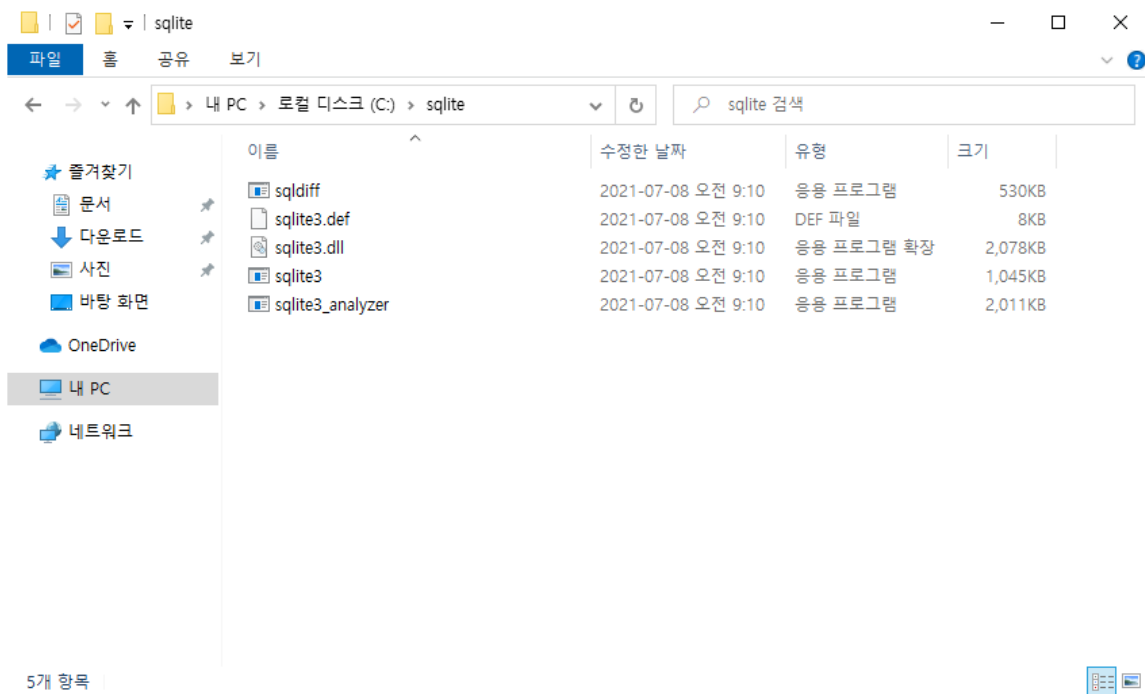 sqlite
파일 홈 공유 보기
내 PC 로컬 디스크 (C:) sqlite sqlite 검색
이름 수정한 날짜 유형 크기
즐겨찾기
문서
다운로드
사진
바탕 화면
OneDrive
내 PC
네트워크
sqldiff 2021-07-08 오전 9:10 응용 프로그램 530KB
sqlite3.def 2021-07-08 오전 9:10 DEF 파일 8KB
sqlite3.dll 2021-07-08 오전 9:10 응용 프로그램 확장 2,078KB
sqlite3 2021-07-08 오전 9:10 응용 프로그램 1,045KB
sqlite3_analyzer 2021-07-08 오전 9:10 응용 프로그램 2,011KB
5개 항목